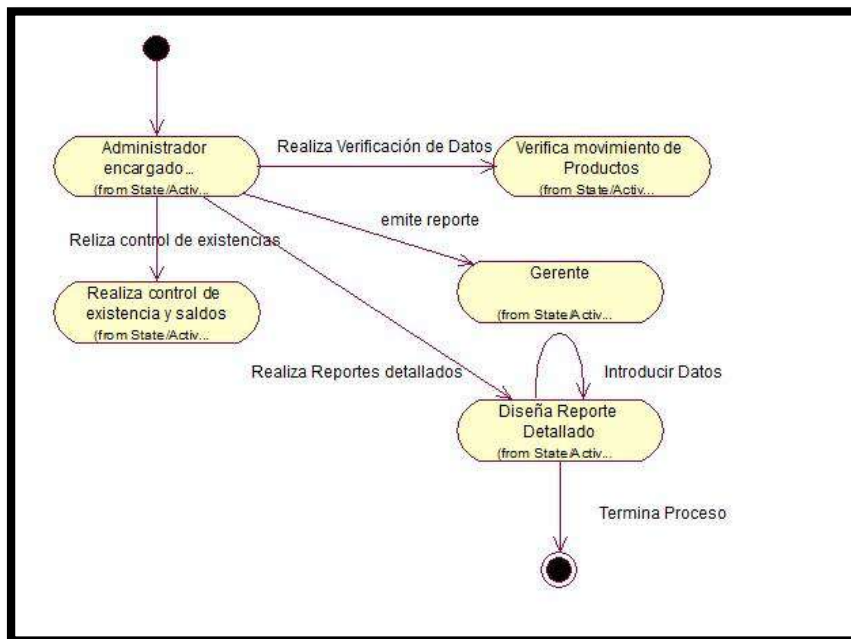 Administrador
encargado...
(from State/Activ...
Realiza Verificación de Datos
Verifica movimiento de
Productos
(from State/Activ...
emite reporte
Reliza control de existencias
Gerente
(from State/Activ...
Realiza control de
existencia y saldos
(from State/Activ...
Realiza Reportes detallados
Introducir Datos
Diseña Reporte
Detallado
(from State/Activ...
Termina Proceso